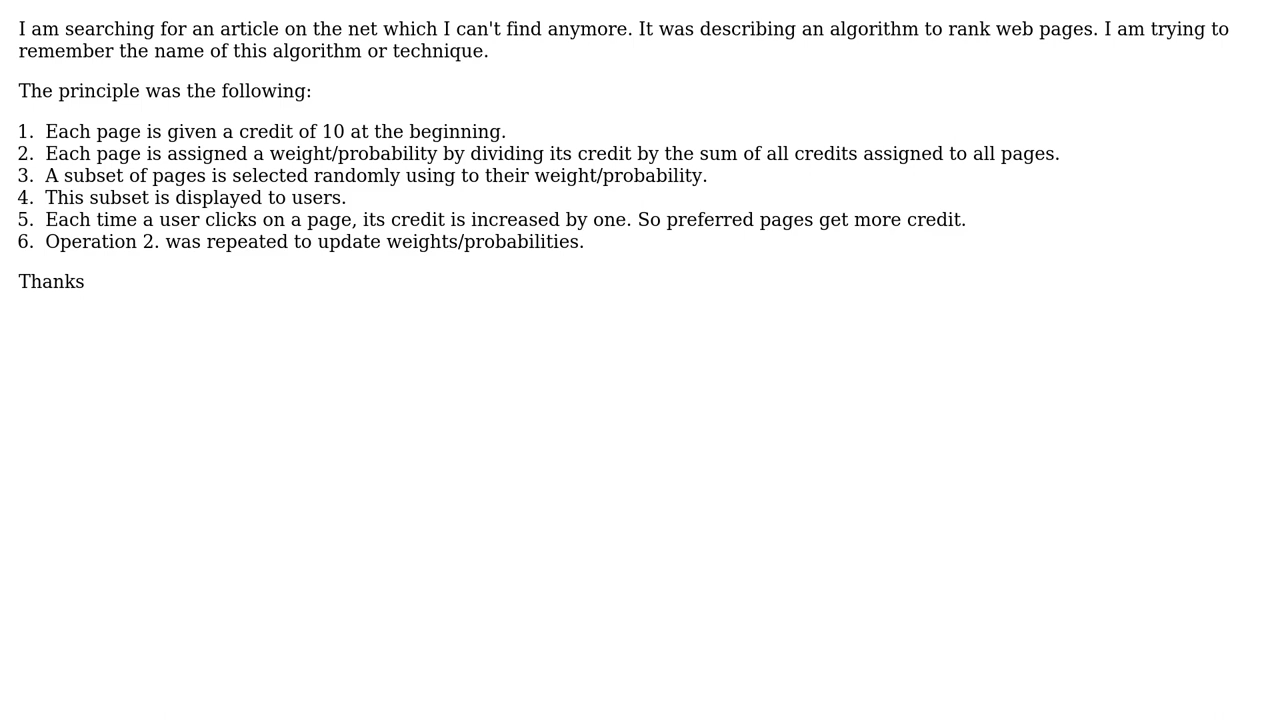 I am searching for an article on the net which I can't find anymore. It was describing an algorithm to rank web pages. I am trying to
remember the name of this algorithm or technique.
The principle was the following:
1. Each page is given a credit of 10 at the beginning.
2. Each page is assigned a weight/probability by dividing its credit by the sum of all credits assigned to all pages.
3. A subset of pages is selected randomly using to their weight/probability.
4. This subset is displayed to users.
5. Each time a user clicks on a page, its credit is increased by one. So preferred pages get more credit.
6. Operation 2. was repeated to update weights/probabilities.
Thanks